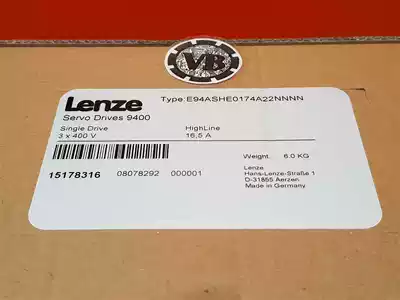 VB
Lenze
Type:E94ASHE0174A22NNNN
Servo Drives 9400
Single Drive HighLine
3 x 400 V 16,5 A
Weight 6.0 KG
Lenze
Hans-Lenze-Straße 1
D-31855 Aerzen
Made in Germany
15178316 08078292 000001